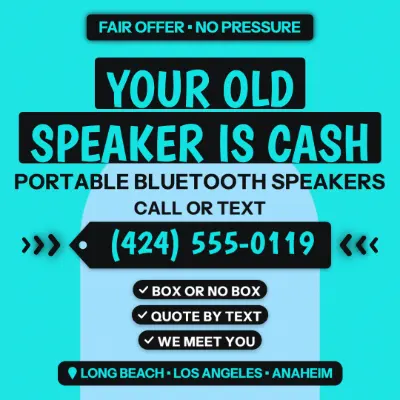 FAIR OFFER • NO PRESSURE
YOUR OLD
SPEAKER IS CASH
PORTABLE BLUETOOTH SPEAKERS
CALL OR TEXT
(424) 555-0119
BOX OR NO BOX
QUOTE BY TEXT
WE MEET YOU
LONG BEACH • LOS ANGELES • ANAHEIM